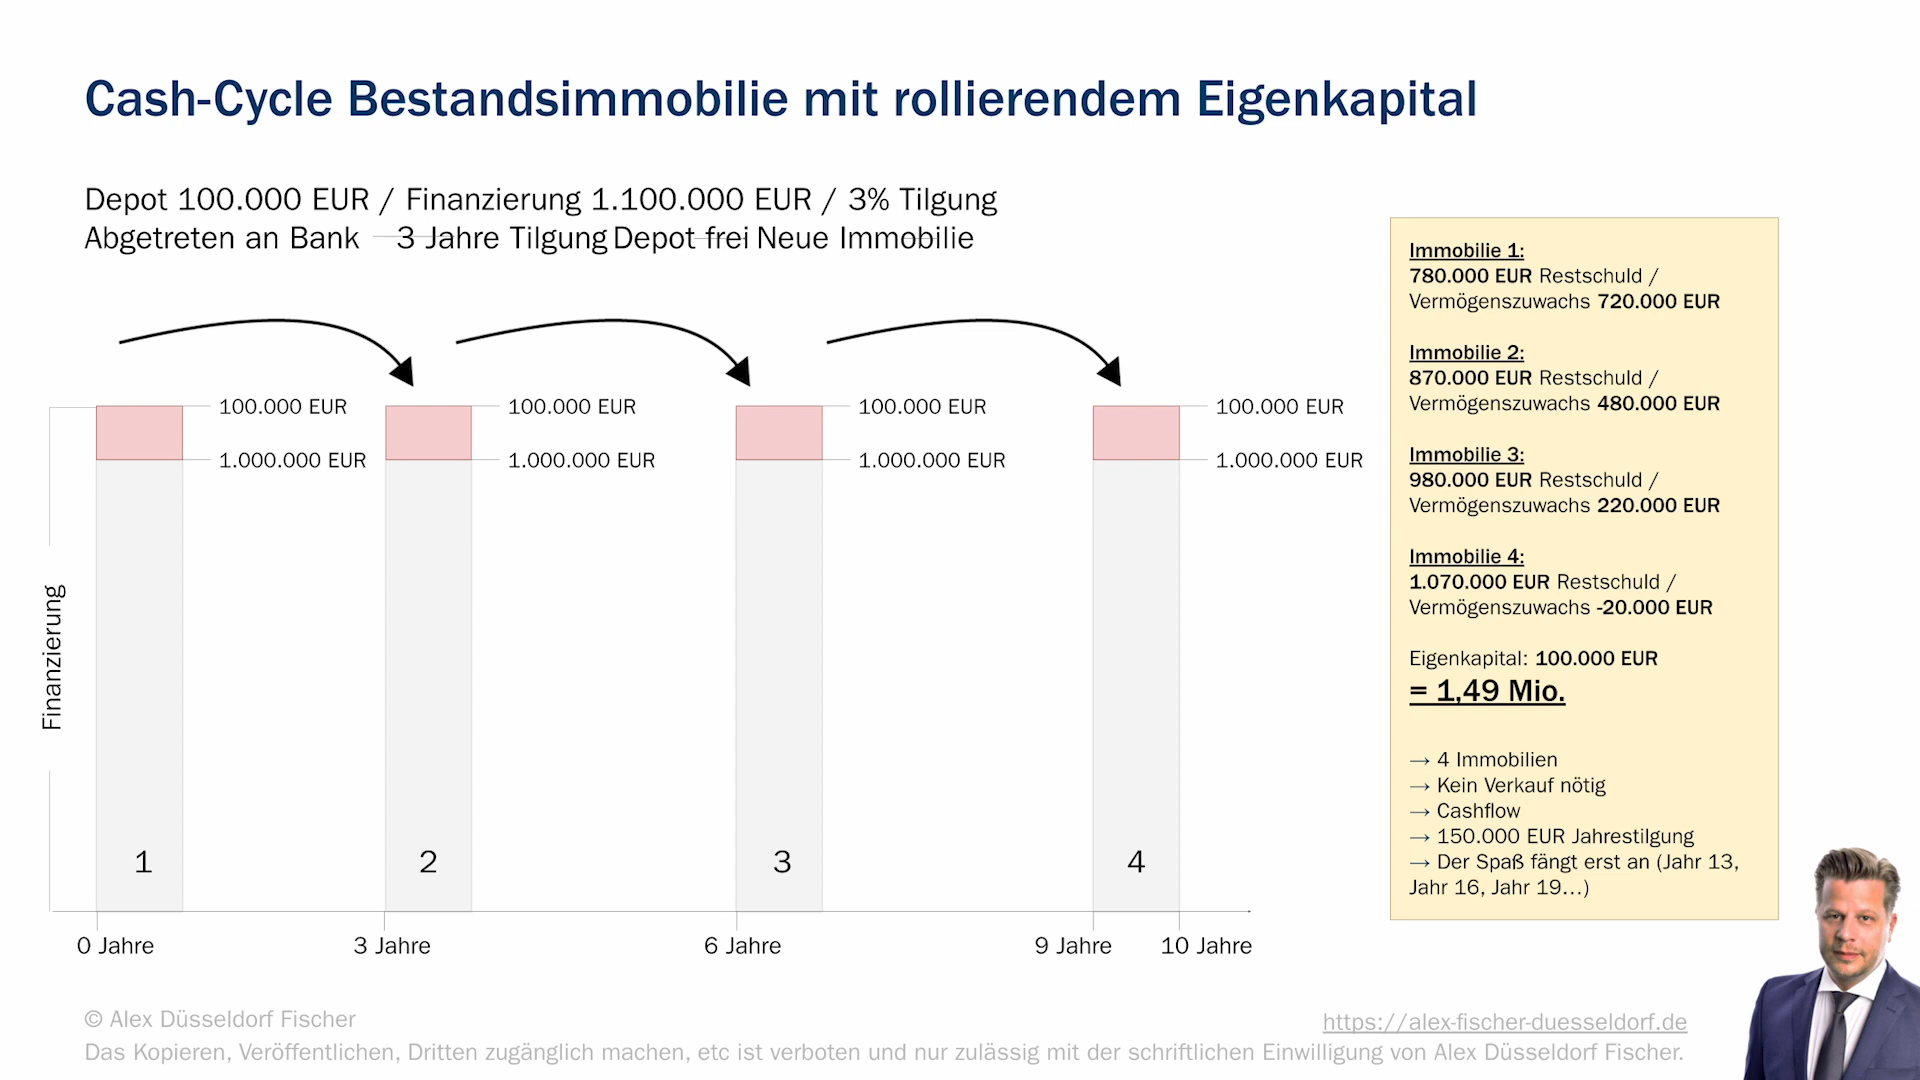 Cash-Cycle Bestandsimmobilie mit rollierendem Eigenkapital
Depot 100.000 EUR / Finanzierung 1.100.000 EUR / 3% Tilgung
Abgetreten an Bank 3 Jahre Tilgung Depot frei Neue Immobilie
100.000 EUR
1.000.000 EUR
100.000 EUR
1.000.000 EUR
100.000 EUR
1.000.000 EUR
100.000 EUR
1.000.000 EUR
Finanzierung
1
2
3
4
0 Jahre
3 Jahre
6 Jahre
9 Jahre
10 Jahre
Immobilie 1:
780.000 EUR Restschuld /
Vermögenszuwachs 720.000 EUR
Immobilie 2:
870.000 EUR Restschuld /
Vermögenszuwachs 480.000 EUR
Immobilie 3:
980.000 EUR Restschuld /
Vermögenszuwachs 220.000 EUR
Immobilie 4:
1.070.000 EUR Restschuld /
Vermögenszuwachs -20.000 EUR
Eigenkapital: 100.000 EUR
= 1,49 Mio.
→ 4 Immobilien
→ Kein Verkauf nötig
→ Cashflow
→ 150.000 EUR Jahrestilgung
→ Der Spaß fängt erst an (Jahr 13,
Jahr 16, Jahr 19...)
© Alex Düsseldorf Fischer
https://alex-fischer-duesseldorf.de
Das Kopieren, Veröffentlichen, Dritten zugänglich machen, etc ist verboten und nur zulässig mit der schriftlichen Einwilligung von Alex Düsseldorf Fischer.